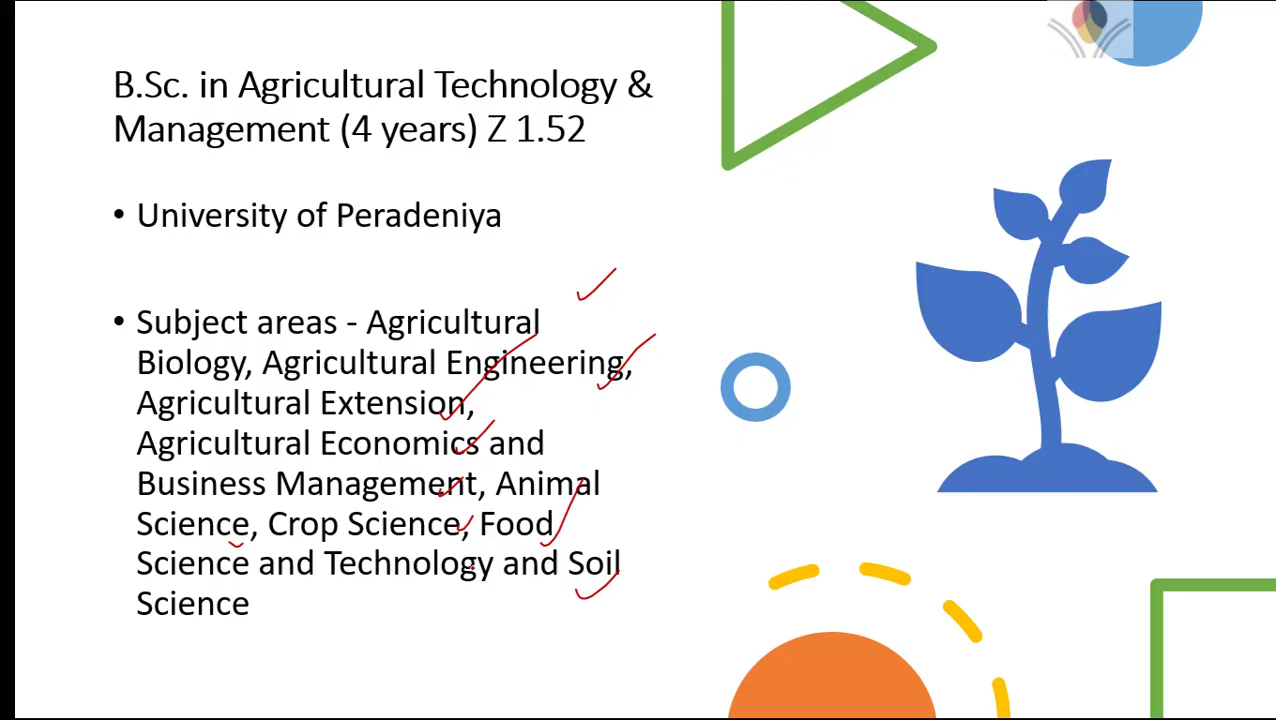 B.Sc. in Agricultural Technology &
Management (4 years) Z 1.52
• University of Peradeniya
• Subject areas - Agricultural
Biology, Agricultural Engineering,
Agricultural Extension,
Agricultural Economics and
Business Management, Animal
Science, Crop Science, Food
Science and Technology and Soil
Science